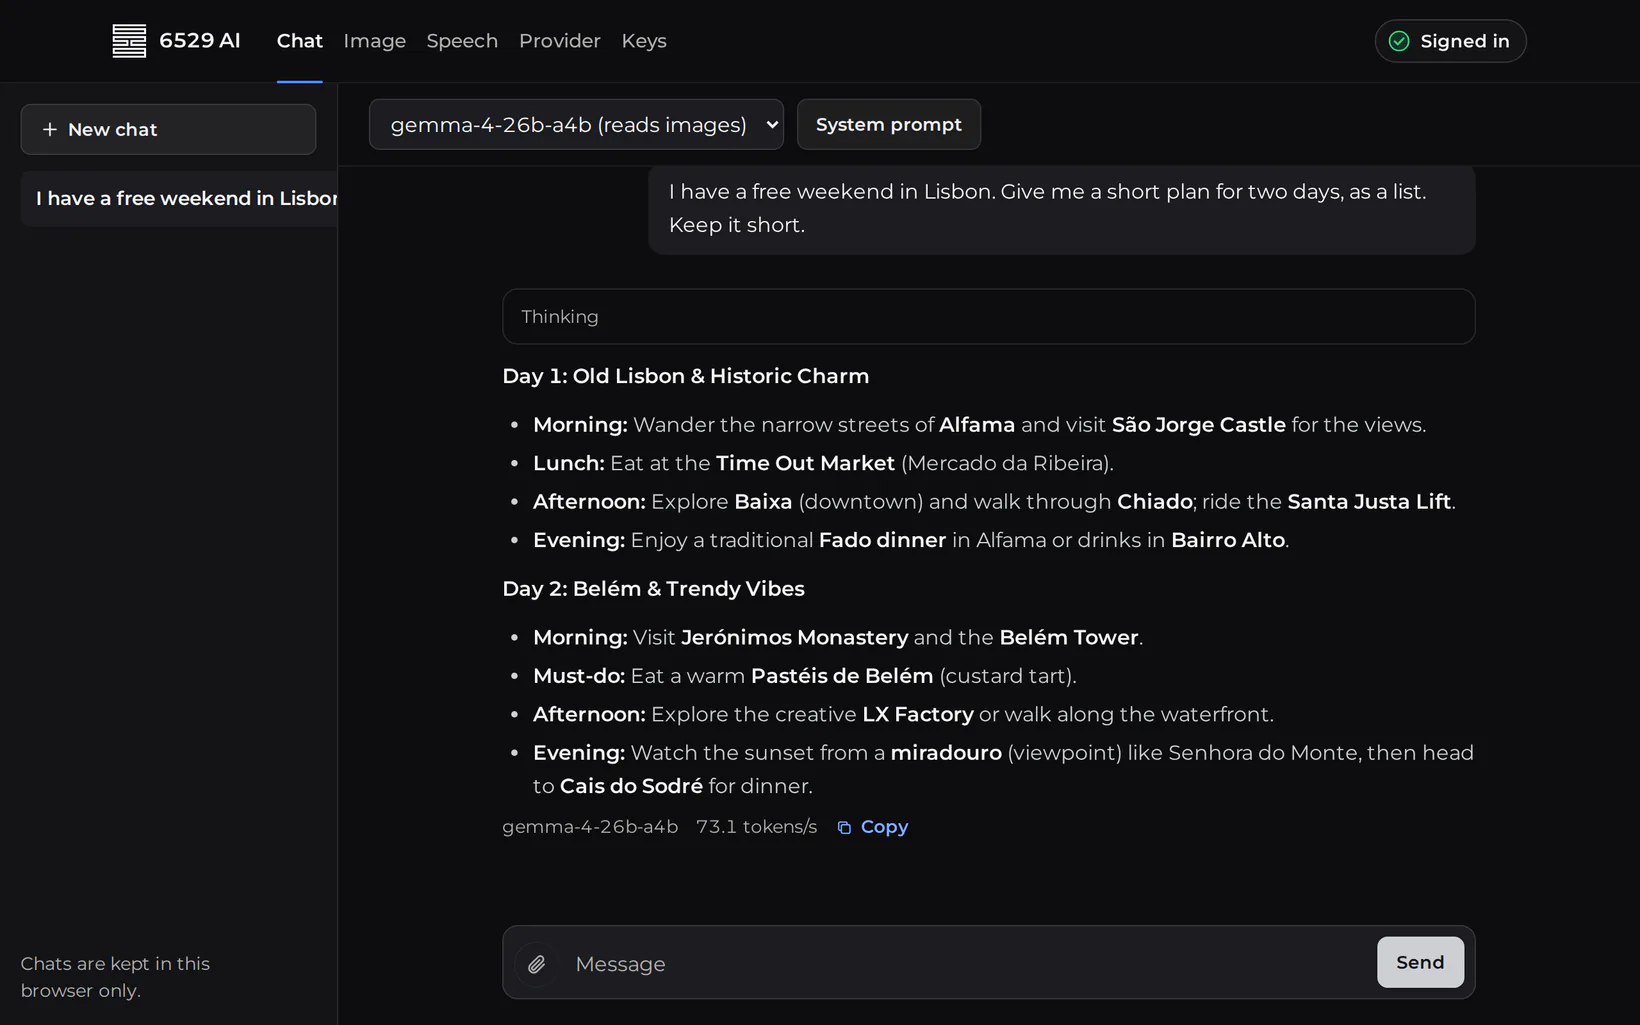 6529 AI
Chat
Image
Speech
Provider
Keys
Signed in
New chat
I have a free weekend in Lisbon
gemma-4-26b-a4b (reads images)
System prompt
I have a free weekend in Lisbon. Give me a short plan for two days, as a list.
Keep it short.
Thinking
Day 1: Old Lisbon & Historic Charm
• Morning: Wander the narrow streets of Alfama and visit São Jorge Castle for the views.
• Lunch: Eat at the Time Out Market (Mercado da Ribeira).
• Afternoon: Explore Baixa (downtown) and walk through Chiado; ride the Santa Justa Lift.
• Evening: Enjoy a traditional Fado dinner in Alfama or drinks in Bairro Alto.
Day 2: Belém & Trendy Vibes
• Morning: Visit Jerónimos Monastery and the Belém Tower.
• Must-do: Eat a warm Pastéis de Belém (custard tart).
• Afternoon: Explore the creative LX Factory or walk along the waterfront.
• Evening: Watch the sunset from a miradouro (viewpoint) like Senhora do Monte, then head
to Cais do Sodré for dinner.
gemma-4-26b-a4b 73.1 tokens/s Copy
Message
Send
Chats are kept in this
browser only.